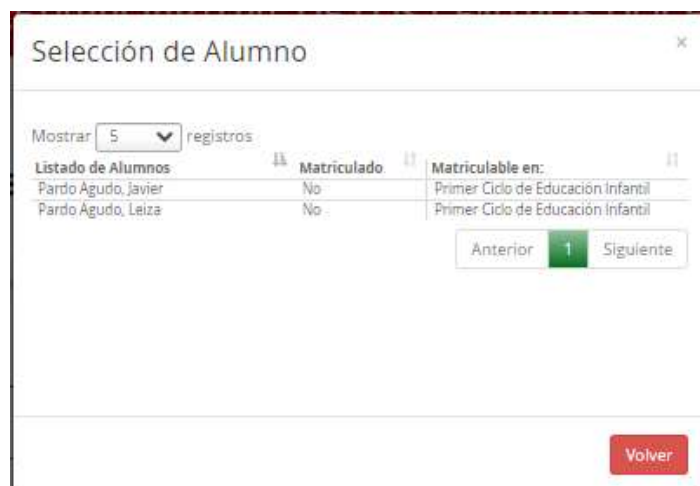 Selección de Alumno
×
Mostrar 5 registros
Listado de Alumnos Matriculado Matriculable en:
Pardo Agudo, Javier No Primer Ciclo de Educación Infantil
Pardo Agudo, Leiza No Primer Ciclo de Educación Infantil
Anterior 1 Siguiente
Volver